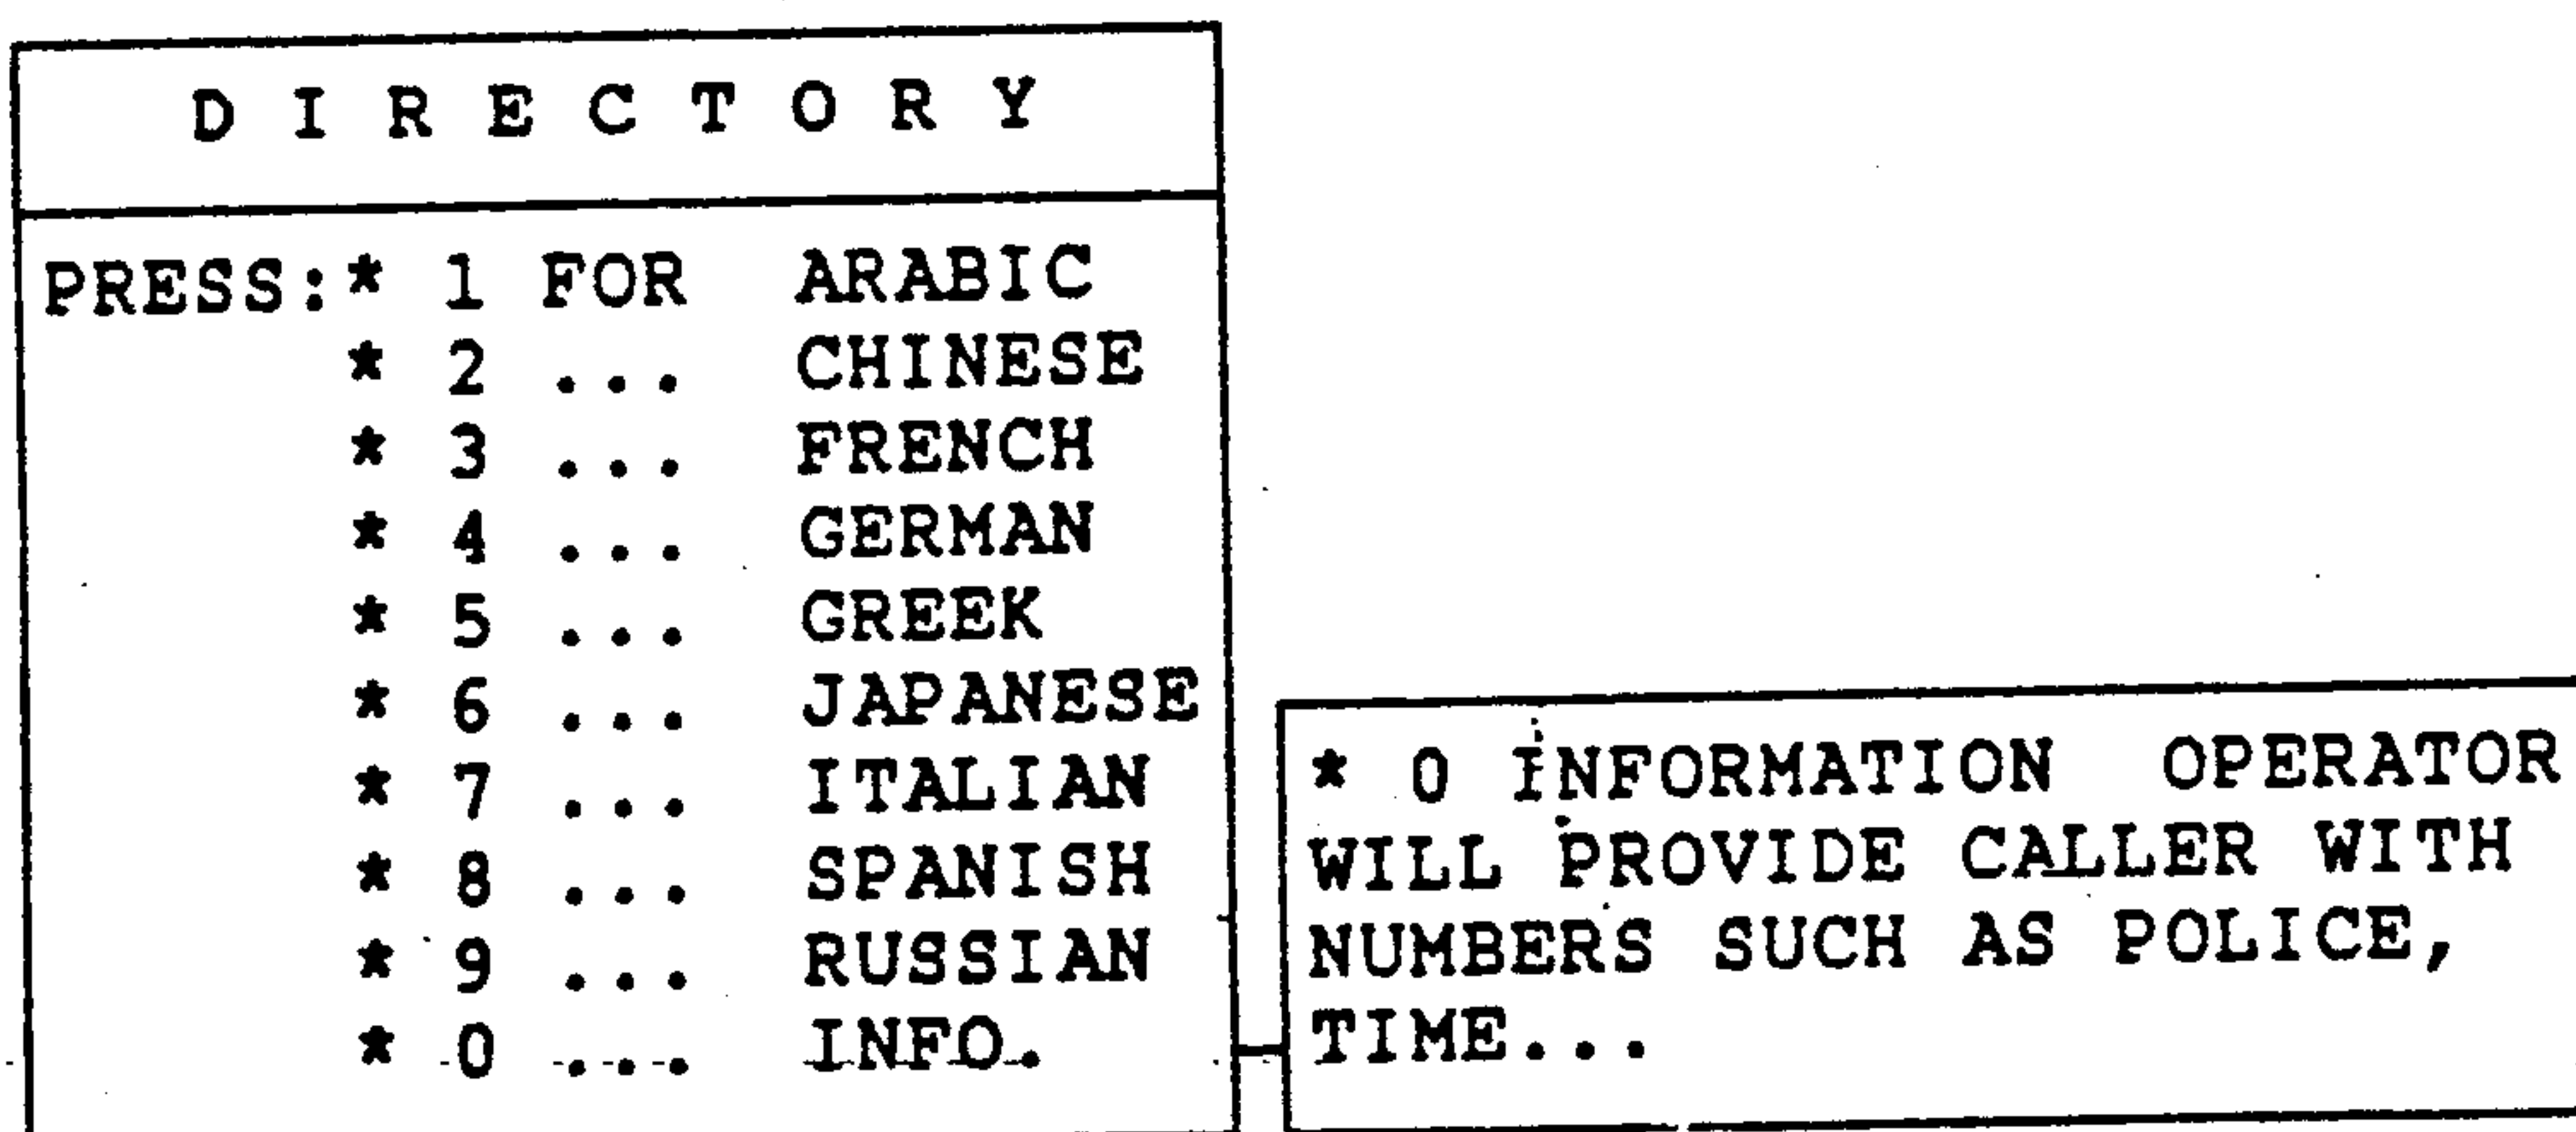 D I R E C T O R Y
PRESS:* 1 FOR ARABIC
* 2 ... CHINESE
* 3 ... FRENCH
* 4 ... GERMAN
* 5 ... GREEK
* 6 ... JAPANESE
* 7 ... ITALIAN
* 8 ... SPANISH
* 9 ... RUSSIAN
* 0 ... INFO.
* 0 INFORMATION OPERATOR
WILL PROVIDE CALLER WITH
NUMBERS SUCH AS POLICE,
TIME...